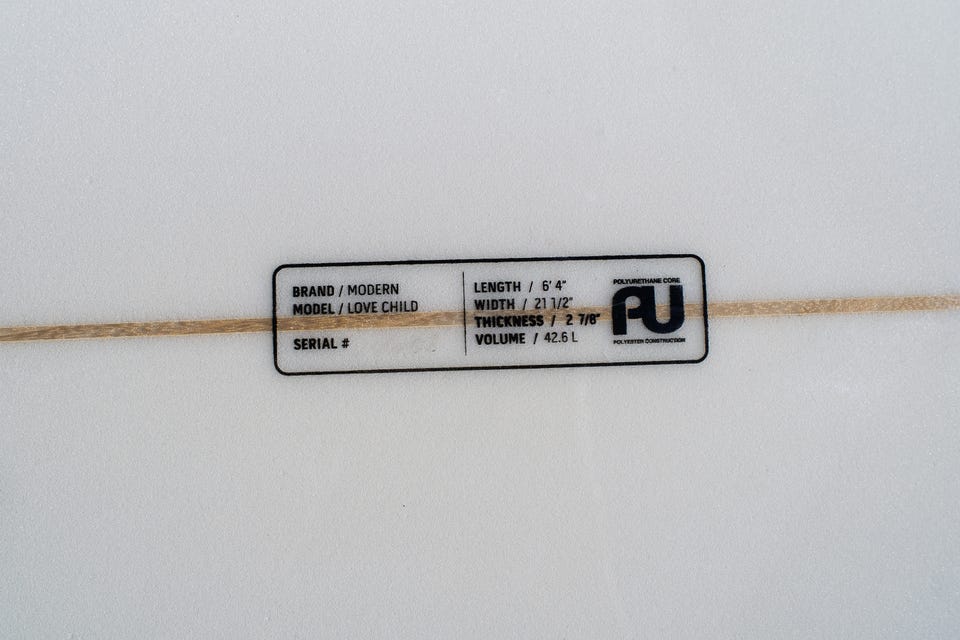 BRAND / MODERN
MODEL / LOVE CHILD
SERIAL #
LENGTH / 6' 4"
WIDTH / 21 1/2"
THICKNESS / 2 7/8"
VOLUME / 42.6 L
POLYURETHANE CORE
PU
POLYESTER CONSTRUCTION